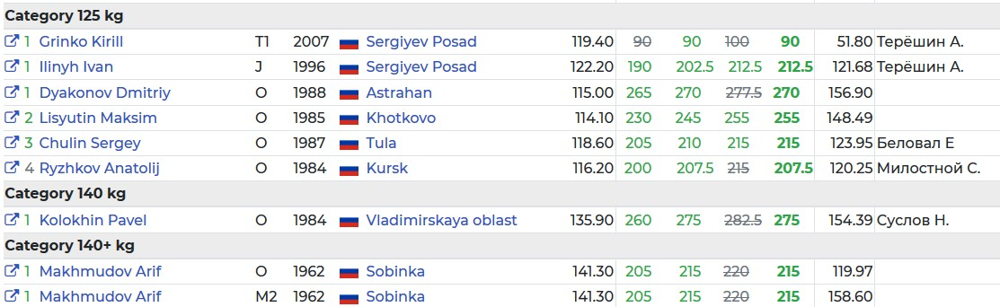 Category 125 kg
1 Grinko Kirill T1 2007 Sergiyev Posad 119.40 90 90 100 90 51.80 Терёшин А.
1 Ilinyh Ivan J 1996 Sergiyev Posad 122.20 190 202.5 212.5 212.5 121.68 Терёшин А.
1 Dyakonov Dmitriy O 1988 Astrahan 115.00 265 270 277.5 270 156.90
2 Lisyutin Maksim O 1985 Khotkovo 114.10 230 245 255 255 148.49
3 Chulin Sergey O 1987 Tula 118.60 205 210 215 215 123.95 Беловал Е
4 Ryzhkov Anatolij O 1984 Kursk 116.20 200 207.5 215 207.5 120.25 Милостной С.
Category 140 kg
1 Kolokhin Pavel O 1984 Vladimirskaya oblast 135.90 260 275 282.5 275 154.39 Суслов Н.
Category 140+ kg
1 Makhmudov Arif O 1962 Sobinka 141.30 205 215 220 215 119.97
1 Makhmudov Arif M2 1962 Sobinka 141.30 205 215 220 215 158.60